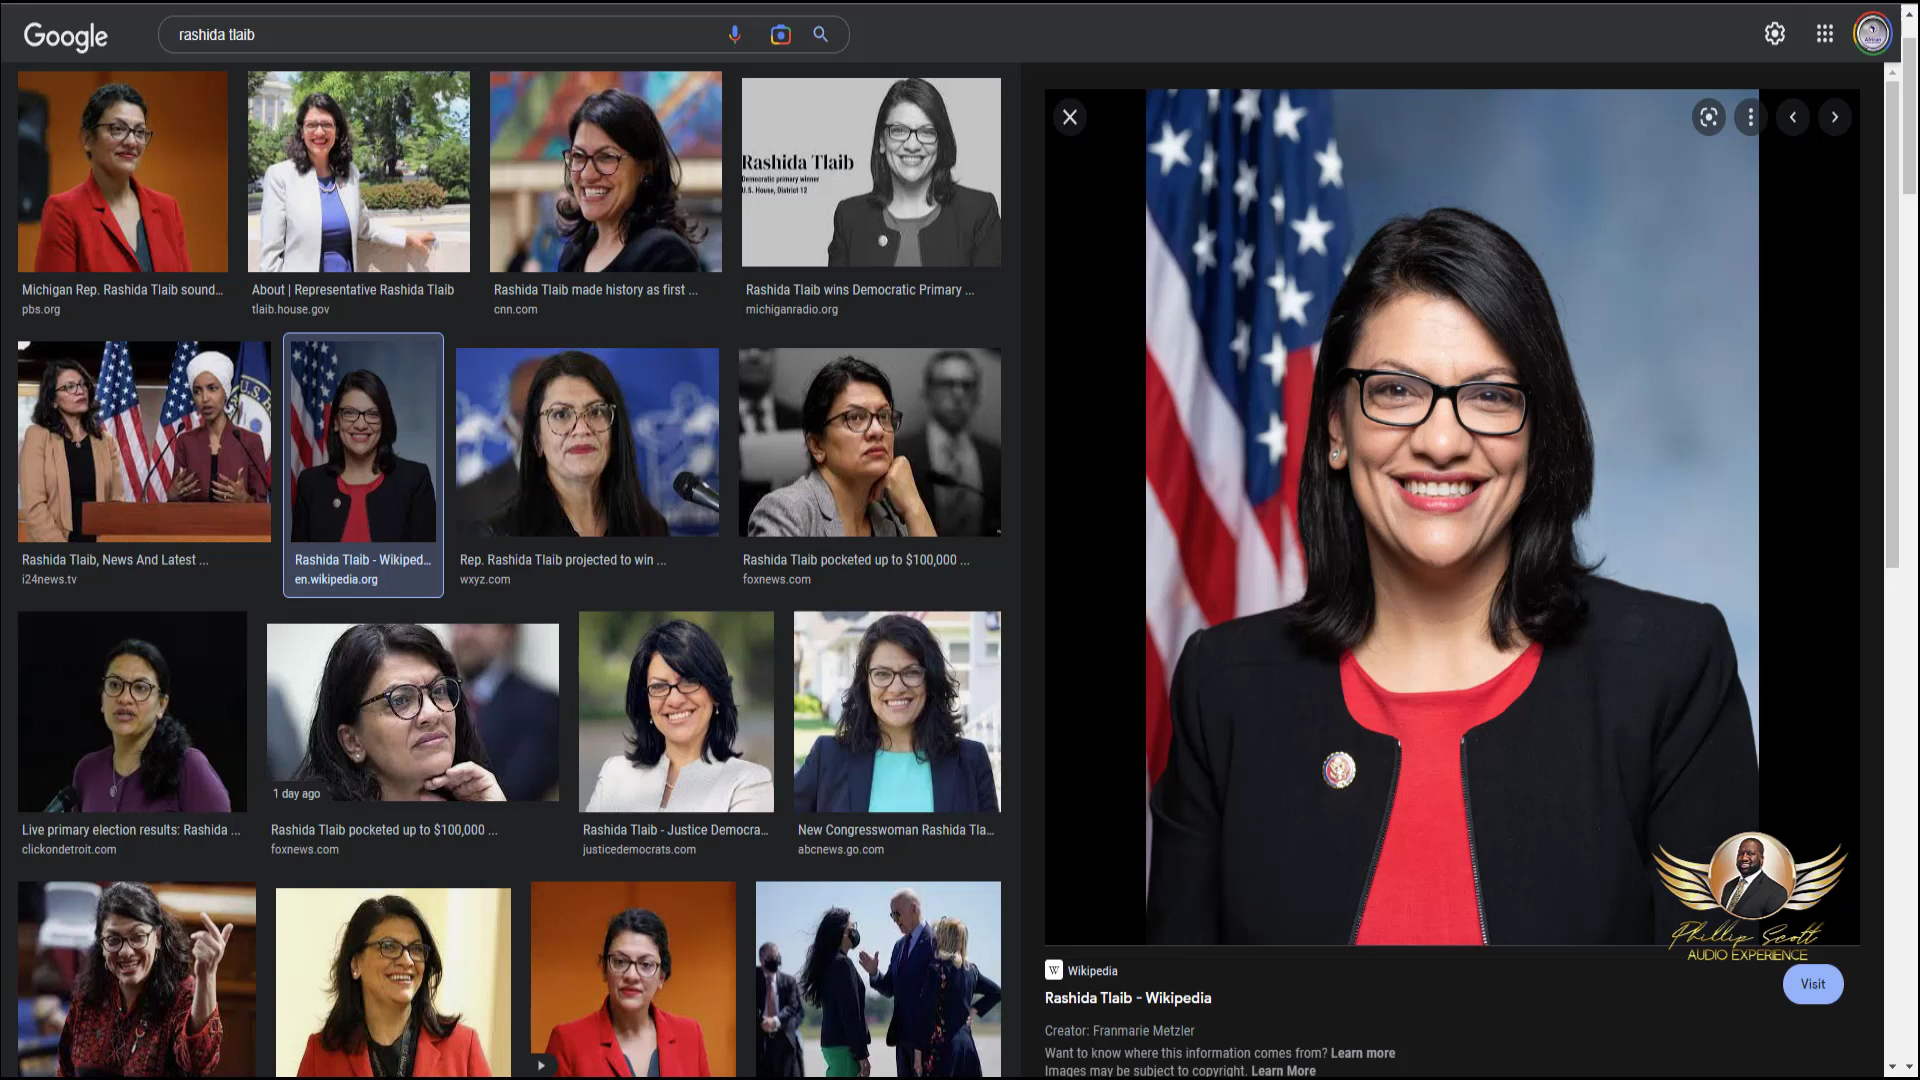 Google
rashida tlaib
Rashida Tlaib
Democratic primary winner
U.S. House, District 12
Michigan Rep. Rashida Tlaib sound...
pbs.org
About | Representative Rashida Tlaib
tlaib.house.gov
Rashida Tlaib made history as first ...
cnn.com
Rashida Tlaib wins Democratic Primary ...
michiganradio.org
Rashida Tlaib, News And Latest ...
i24news.tv
Rashida Tlaib - Wikiped...
en.wikipedia.org
Rep. Rashida Tlaib projected to win ...
wxyz.com
Rashida Tlaib pocketed up to $100,000 ...
foxnews.com
1 day ago
Live primary election results: Rashida ...
clickondetroit.com
Rashida Tlaib pocketed up to $100,000 ...
foxnews.com
Rashida Tlaib - Justice Democra...
justicedemocrats.com
New Congresswoman Rashida Tla...
abcnews.go.com
Phillip Scott
AUDIO EXPERIENCE
W Wikipedia
Rashida Tlaib - Wikipedia
Visit
Creator: Franmarie Metzler
Want to know where this information comes from? Learn more
Images may be subject to copyright. Learn More